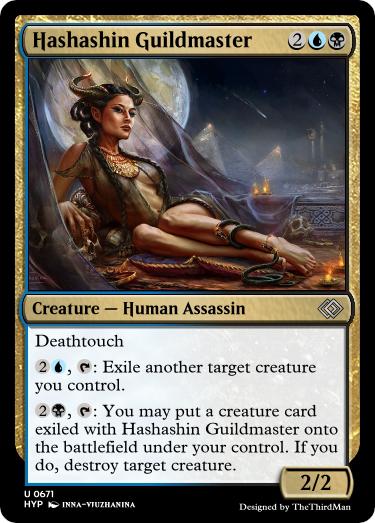 Hashashin Guildmaster 2
Creature — Human Assassin
Deathtouch
2, : Exile another target creature
you control.
2, : You may put a creature card
exiled with Hashashin Guildmaster onto
the battlefield under your control. If you
do, destroy target creature.
2/2
U 0671
HYP INNA-VIUZHANINA
Designed by TheThirdMan